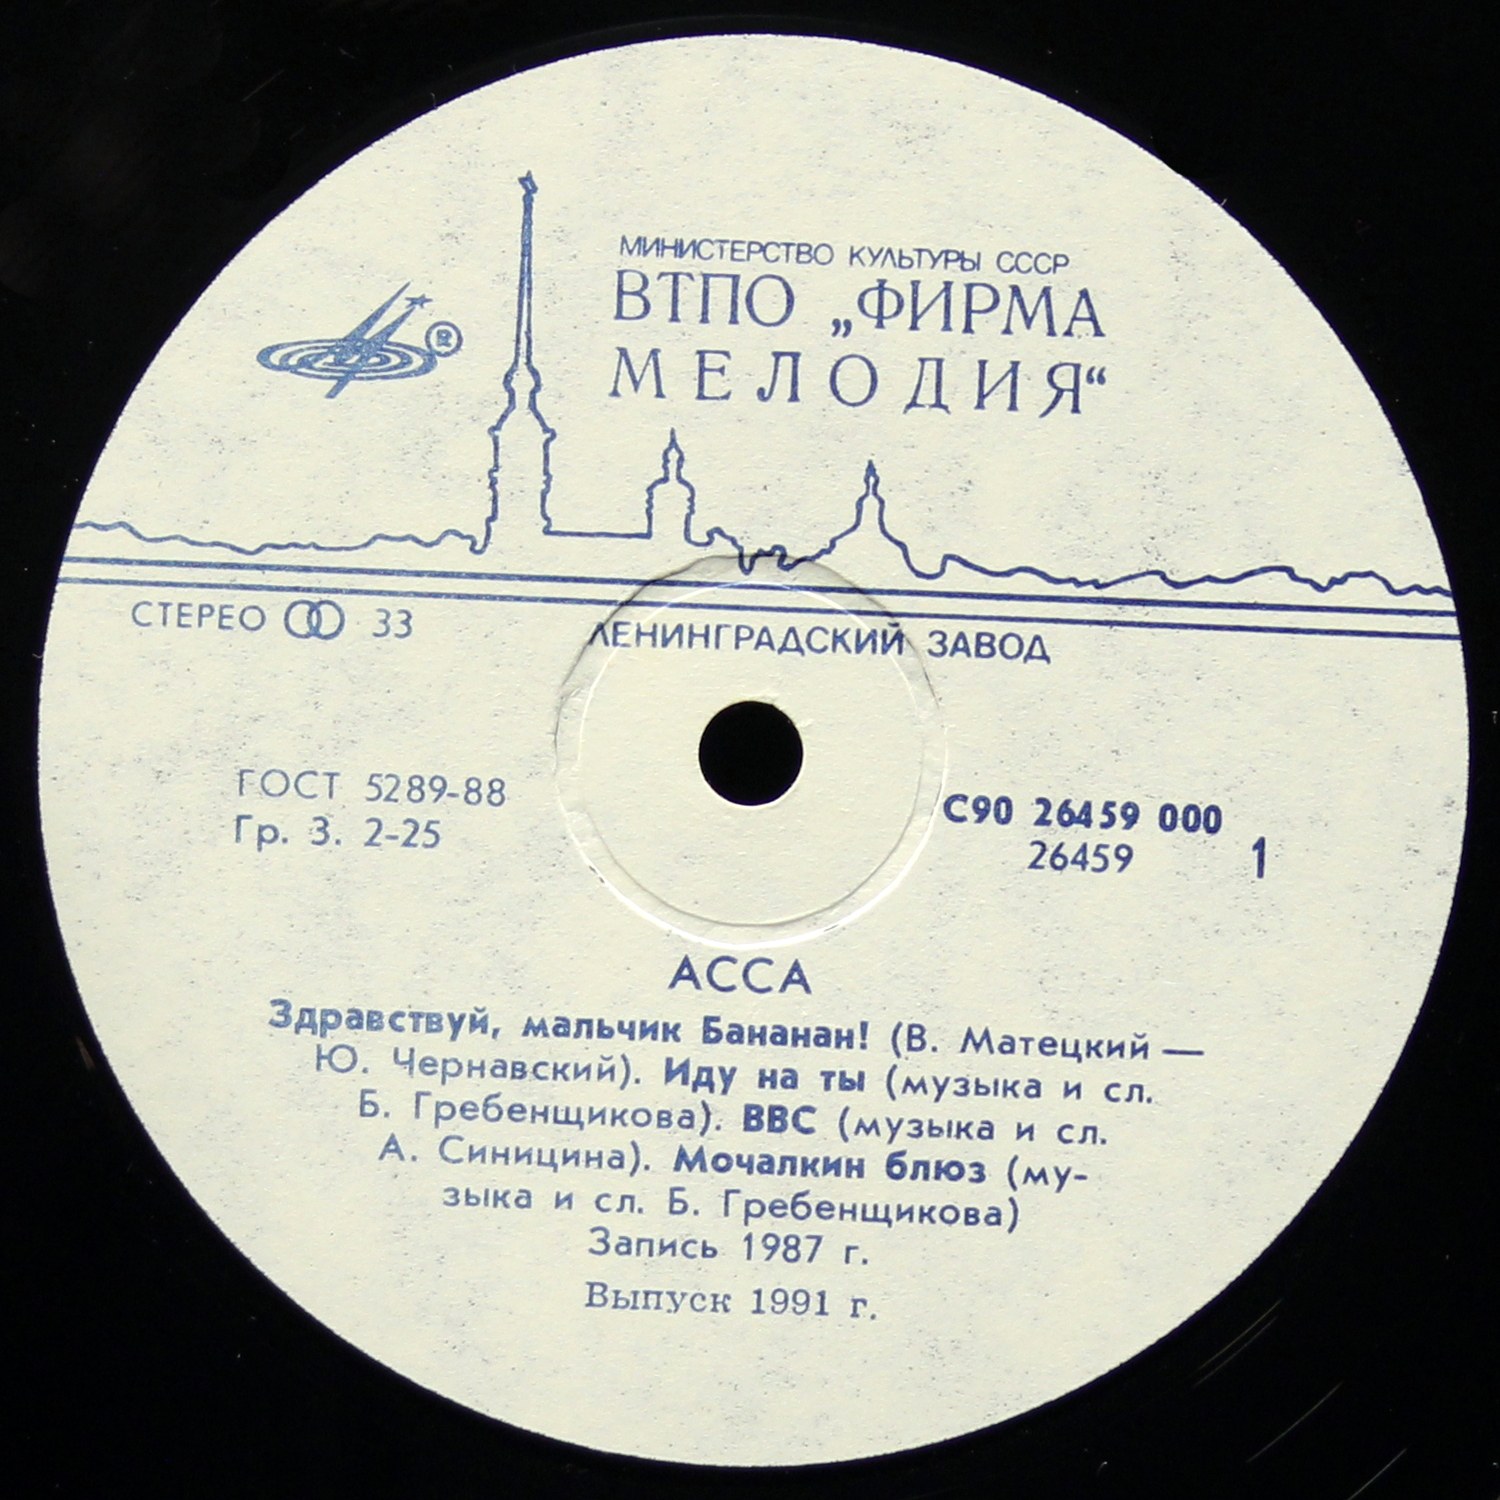 МИНИСТЕРСТВО КУЛЬТУРЫ СССР
ВТПО „ФИРМА
МЕЛОДИЯ“
®
СТЕРЕО 33
ЛЕНИНГРАДСКИЙ ЗАВОД
ГОСТ 5289-88
Гр. 3. 2-25
С90 26459 000
26459 1
АССА
Здравствуй, мальчик Бананан! (В. Матецкий —
Ю. Чернавский). Иду на ты (музыка и сл.
Б. Гребенщикова). ВВС (музыка и сл.
А. Синицина). Мочалкин блюз (му-
зыка и сл. Б. Гребенщикова)
Запись 1987 г.
Выпуск 1991 г.